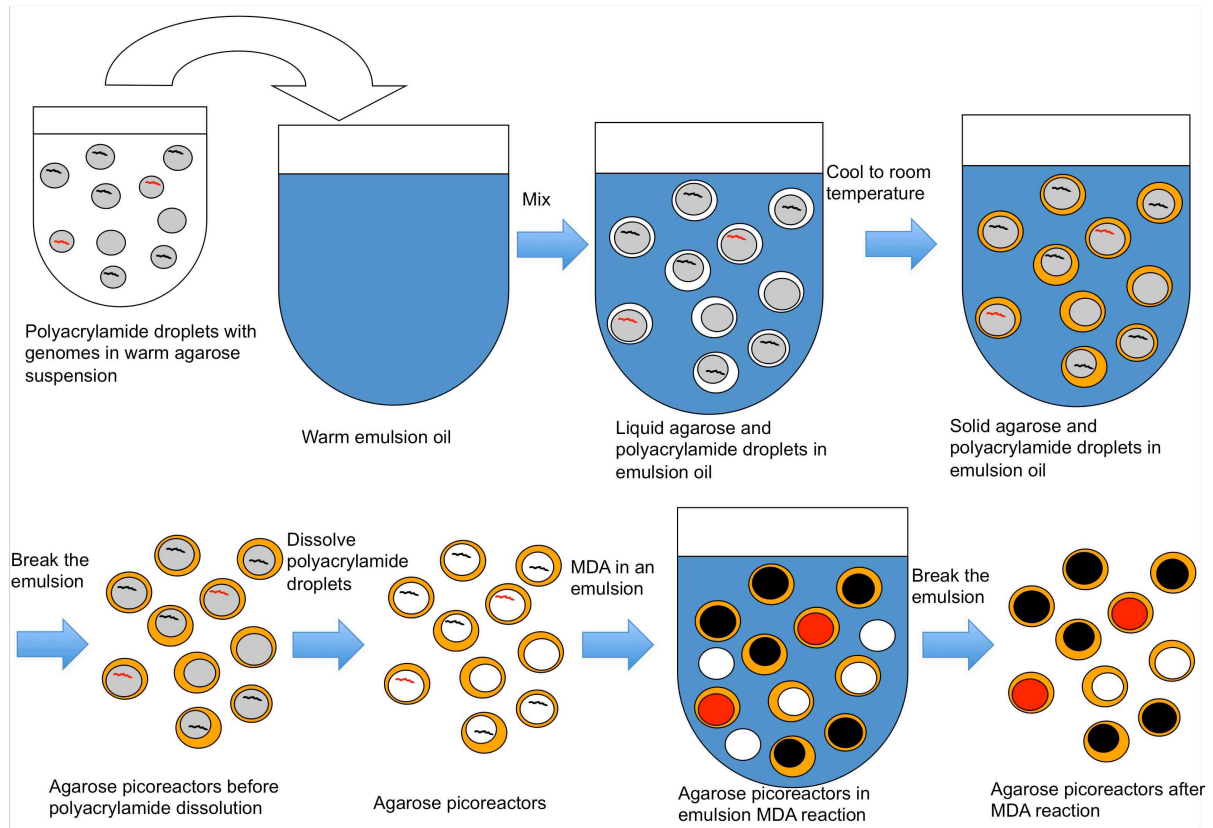 Polyacrylamide droplets with
genomes in warm agarose
suspension
Warm emulsion oil
Mix
Liquid agarose and
polyacrylamide droplets in
emulsion oil
Cool to room
temperature
Solid agarose and
polyacrylamide droplets in
emulsion oil
Break the
emulsion
Agarose picoreactors before
polyacrylamide dissolution
Dissolve
polyacrylamide
droplets
Agarose picoreactors
MDA in an
emulsion
Agarose picoreactors in
emulsion MDA reaction
Break the
emulsion
Agarose picoreactors after
MDA reaction